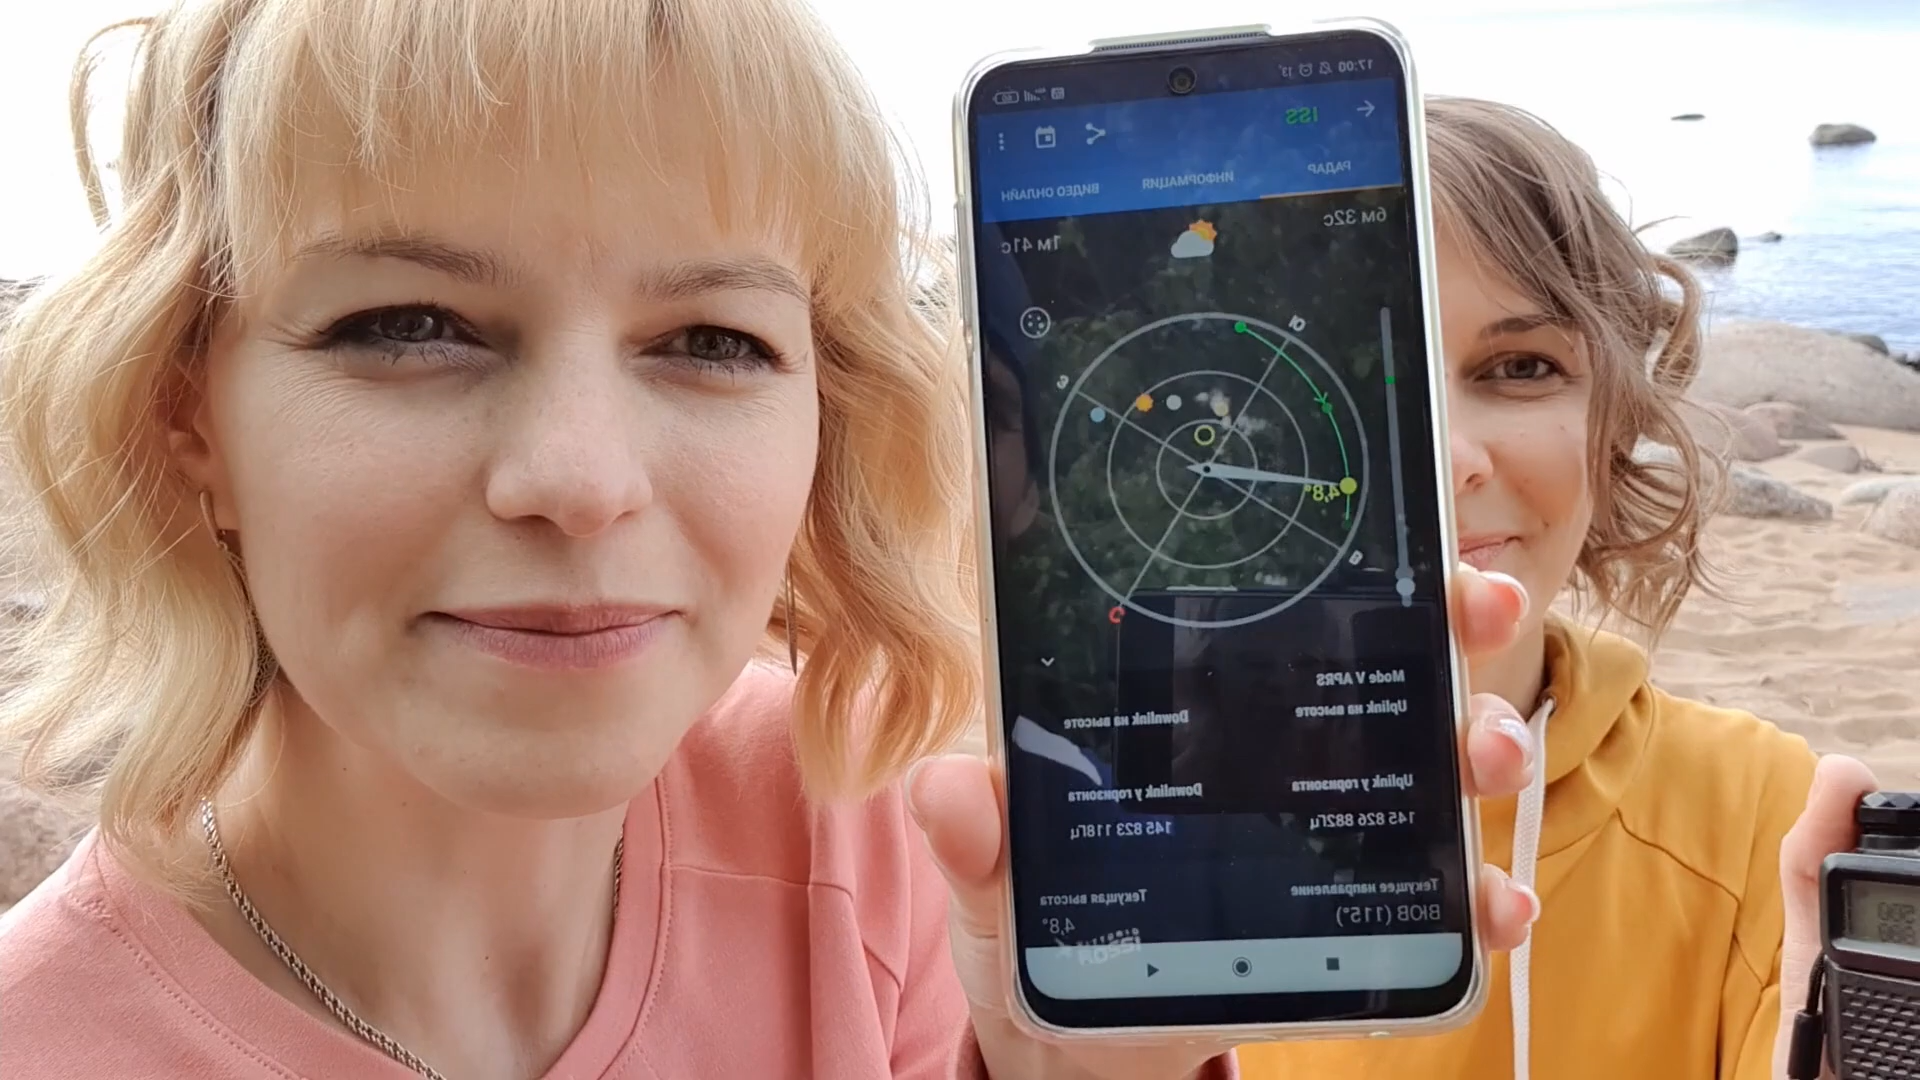 17:00 13°
60
ISS
РАДАР ИНФОРМАЦИЯ ВИДЕО ОНЛАЙН
6м 32с 1м 41с
Ю
З
В
С
4,8°
Mode V APRS
Uplink на высоте Downlink на высоте
Uplink у горизонта Downlink у горизонта
145 826 882Гц 145 823 118Гц
Текущее направление Текущая высота
ВЮВ (115°) 4,8°